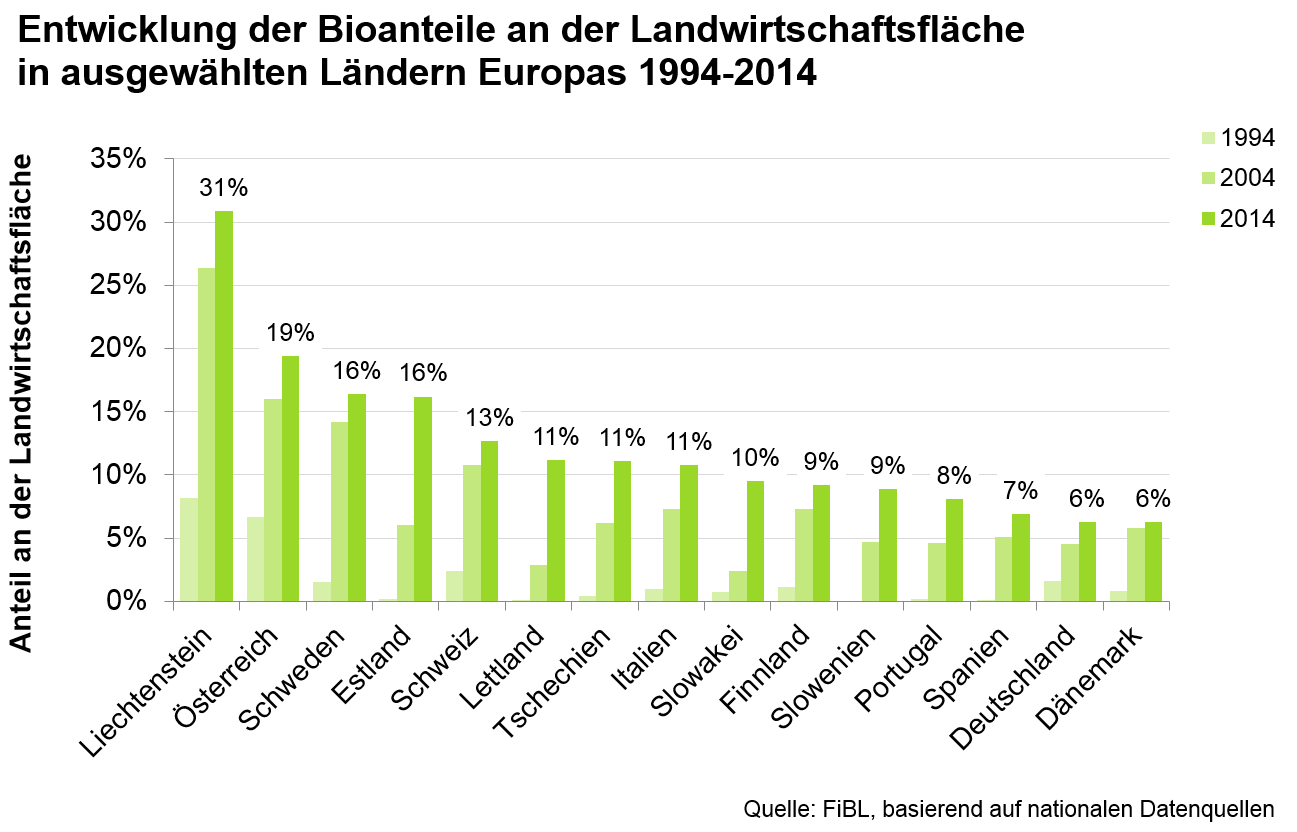 Entwicklung der Bioanteile an der Landwirtschaftsfläche
in ausgewählten Ländern Europas 1994-2014
Anteil an der Landwirtschaftsfläche
35%
30%
25%
20%
15%
10%
5%
0%
31%
19%
16%
16%
13%
11%
11%
11%
10%
9%
9%
8%
7%
6%
6%
1994
2004
2014
Liechtenstein
Österreich
Schweden
Estland
Schweiz
Lettland
Tschechien
Italien
Slowakei
Finnland
Slowenien
Portugal
Spanien
Deutschland
Dänemark
Quelle: FiBL, basierend auf nationalen Datenquellen